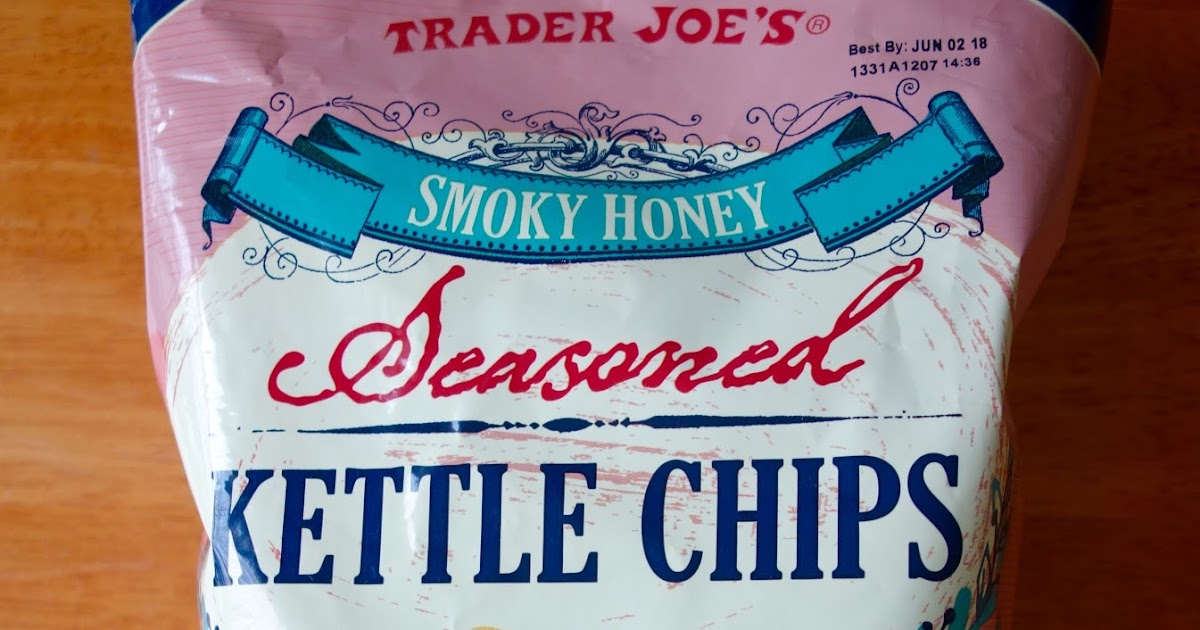 TRADER JOE'S®
Best By: JUN 02 18
1331A1207 14:36
SMOKY HONEY
Seasoned
KETTLE CHIPS